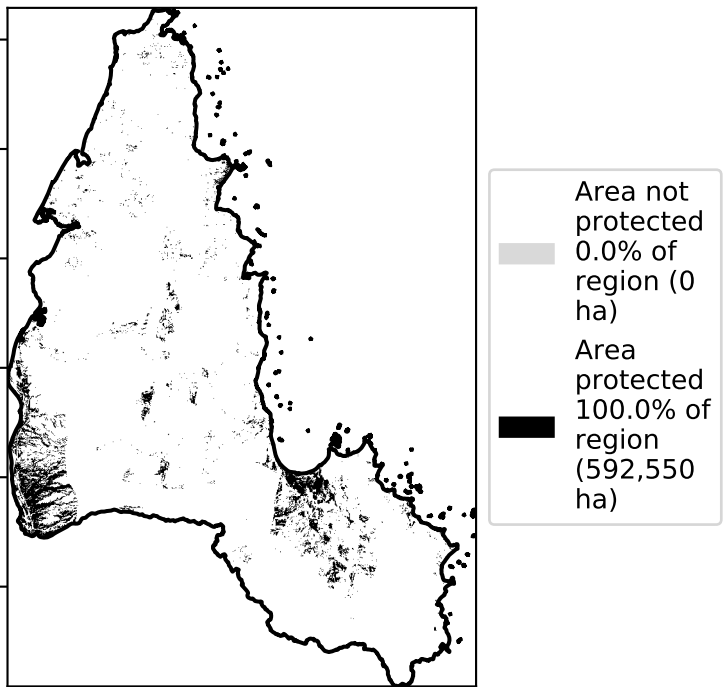 Area not
protected
0.0% of
region (0
ha)
Area
protected
100.0% of
region
(592,550
ha)